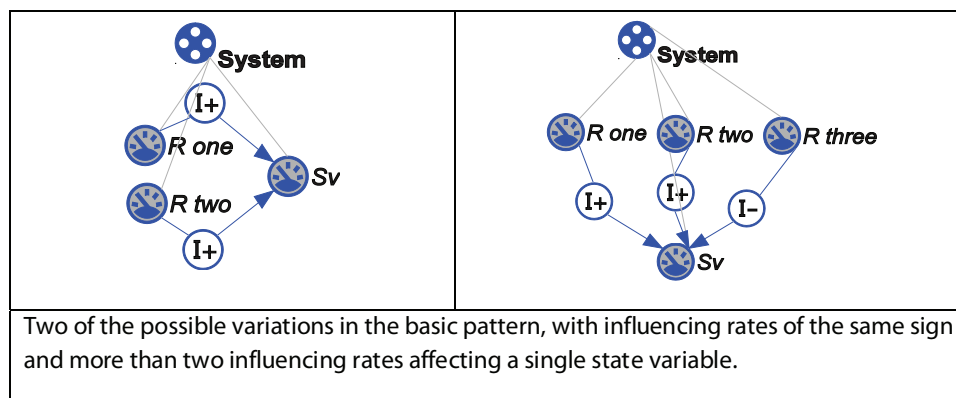 System
I+
R one
Sv
R two
I+
System
R one
R two
R three
I+
I+
I-
Sv
Two of the possible variations in the basic pattern, with influencing rates of the same sign
and more than two influencing rates affecting a single state variable.